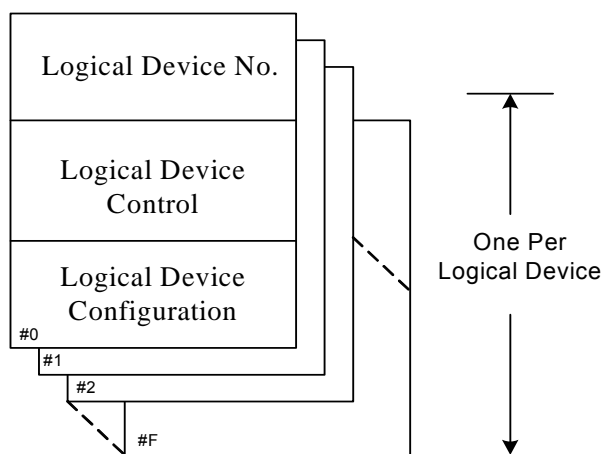 Logical Device No.
Logical Device
Control
Logical Device
Configuration
#0
#1
#2
#F
One Per
Logical Device